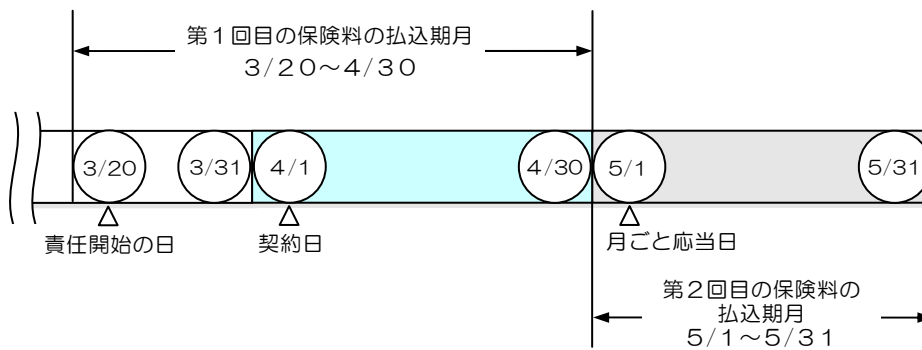 第１回目の保険料の払込期月
３/２０～４/３０
３/２０
３/３１
４/１
４/３０
５/１
５/３１
責任開始の日
契約日
月ごと応当日
第２回目の保険料の
払込期月
５/１～５/３１